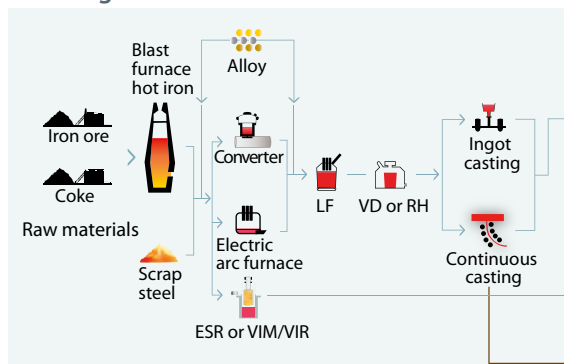 Blast
furnace
hot iron
Alloy
Iron ore
Coke
Raw materials
Scrap
steel
Converter
Electric
arc furnace
ESR or VIM/VIR
LF
VD or RH
Ingot
casting
Continuous
casting